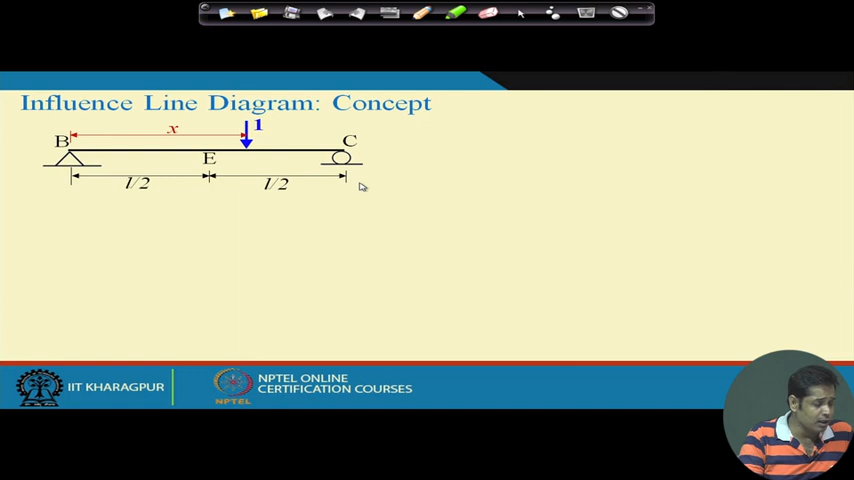 Influence Line Diagram: Concept
x
1
B
C
E
l/2
l/2
IIT KHARAGPUR
NPTEL
NPTEL ONLINE
CERTIFICATION COURSES